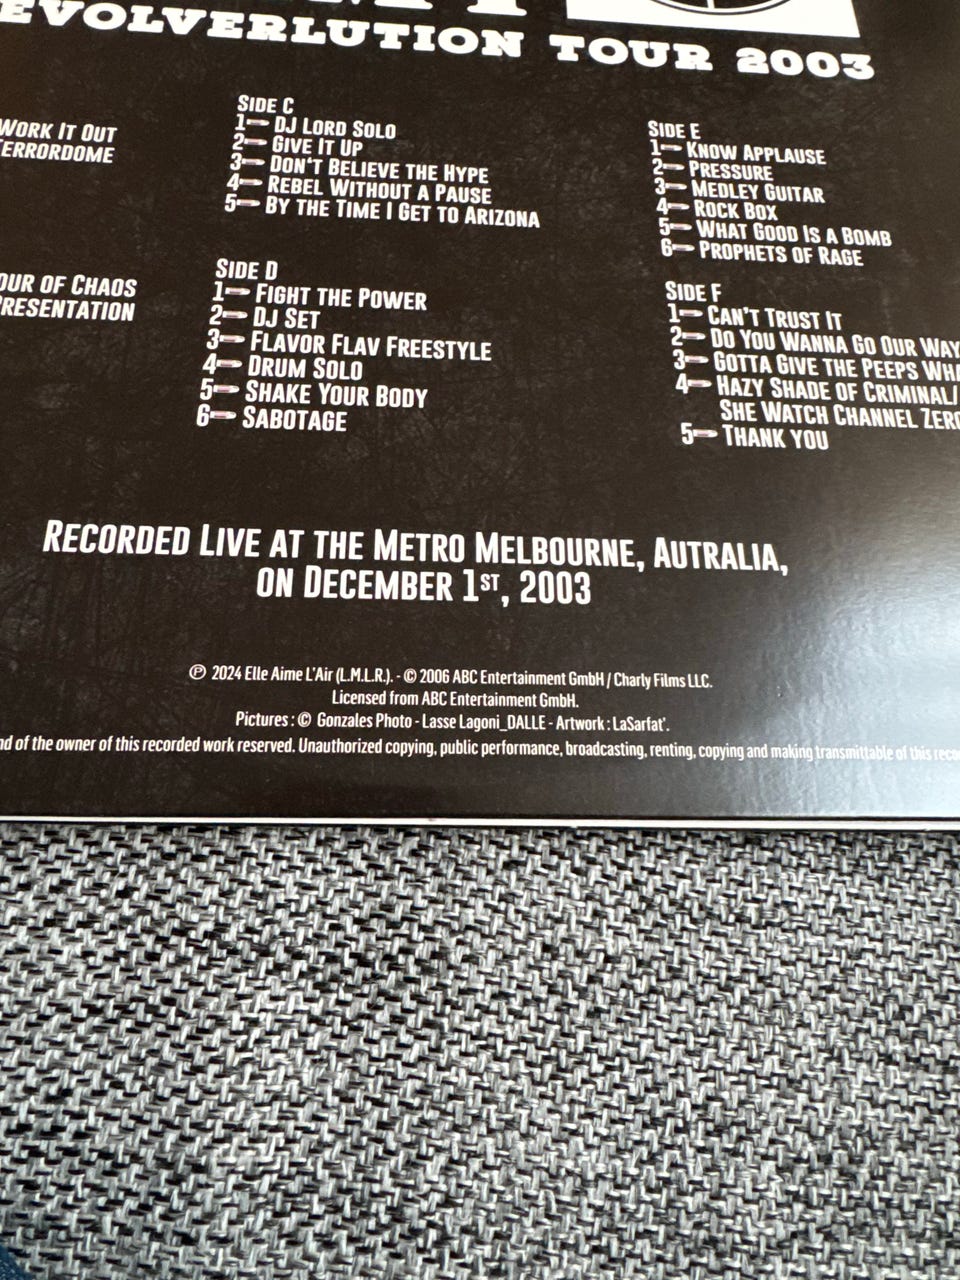 EVOLVERLUTION TOUR 2003
WORK IT OUT
ERRORDOME
OUR OF CHAOS
RESENTATION
SIDE C
1 DJ LORD SOLO
2 GIVE IT UP
3 DON'T BELIEVE THE HYPE
4 REBEL WITHOUT A PAUSE
5 BY THE TIME I GET TO ARIZONA
SIDE D
1 FIGHT THE POWER
2 DJ SET
3 FLAVOR FLAV FREESTYLE
4 DRUM SOLO
5 SHAKE YOUR BODY
6 SABOTAGE
SIDE E
1 KNOW APPLAUSE
2 PRESSURE
3 MEDLEY GUITAR
4 ROCK BOX
5 WHAT GOOD IS A BOMB
6 PROPHETS OF RAGE
SIDE F
1 CAN'T TRUST IT
2 DO YOU WANNA GO OUR WAY
3 GOTTA GIVE THE PEEPS WHA
4 HAZY SHADE OF CRIMINAL/
SHE WATCH CHANNEL ZERO
5 THANK YOU
RECORDED LIVE AT THE METRO MELBOURNE, AUTRALIA,
ON DECEMBER 1ST, 2003
℗ 2024 Elle Aime L'Air (L.M.L.R.). - © 2006 ABC Entertainment GmbH / Charly Films LLC.
Licensed from ABC Entertainment GmbH.
Pictures : © Gonzales Photo - Lasse Lagoni_DALLE - Artwork : LaSarfat'.
nd of the owner of this recorded work reserved. Unauthorized copying, public performance, broadcasting, renting, copying and making transmittable of this reco